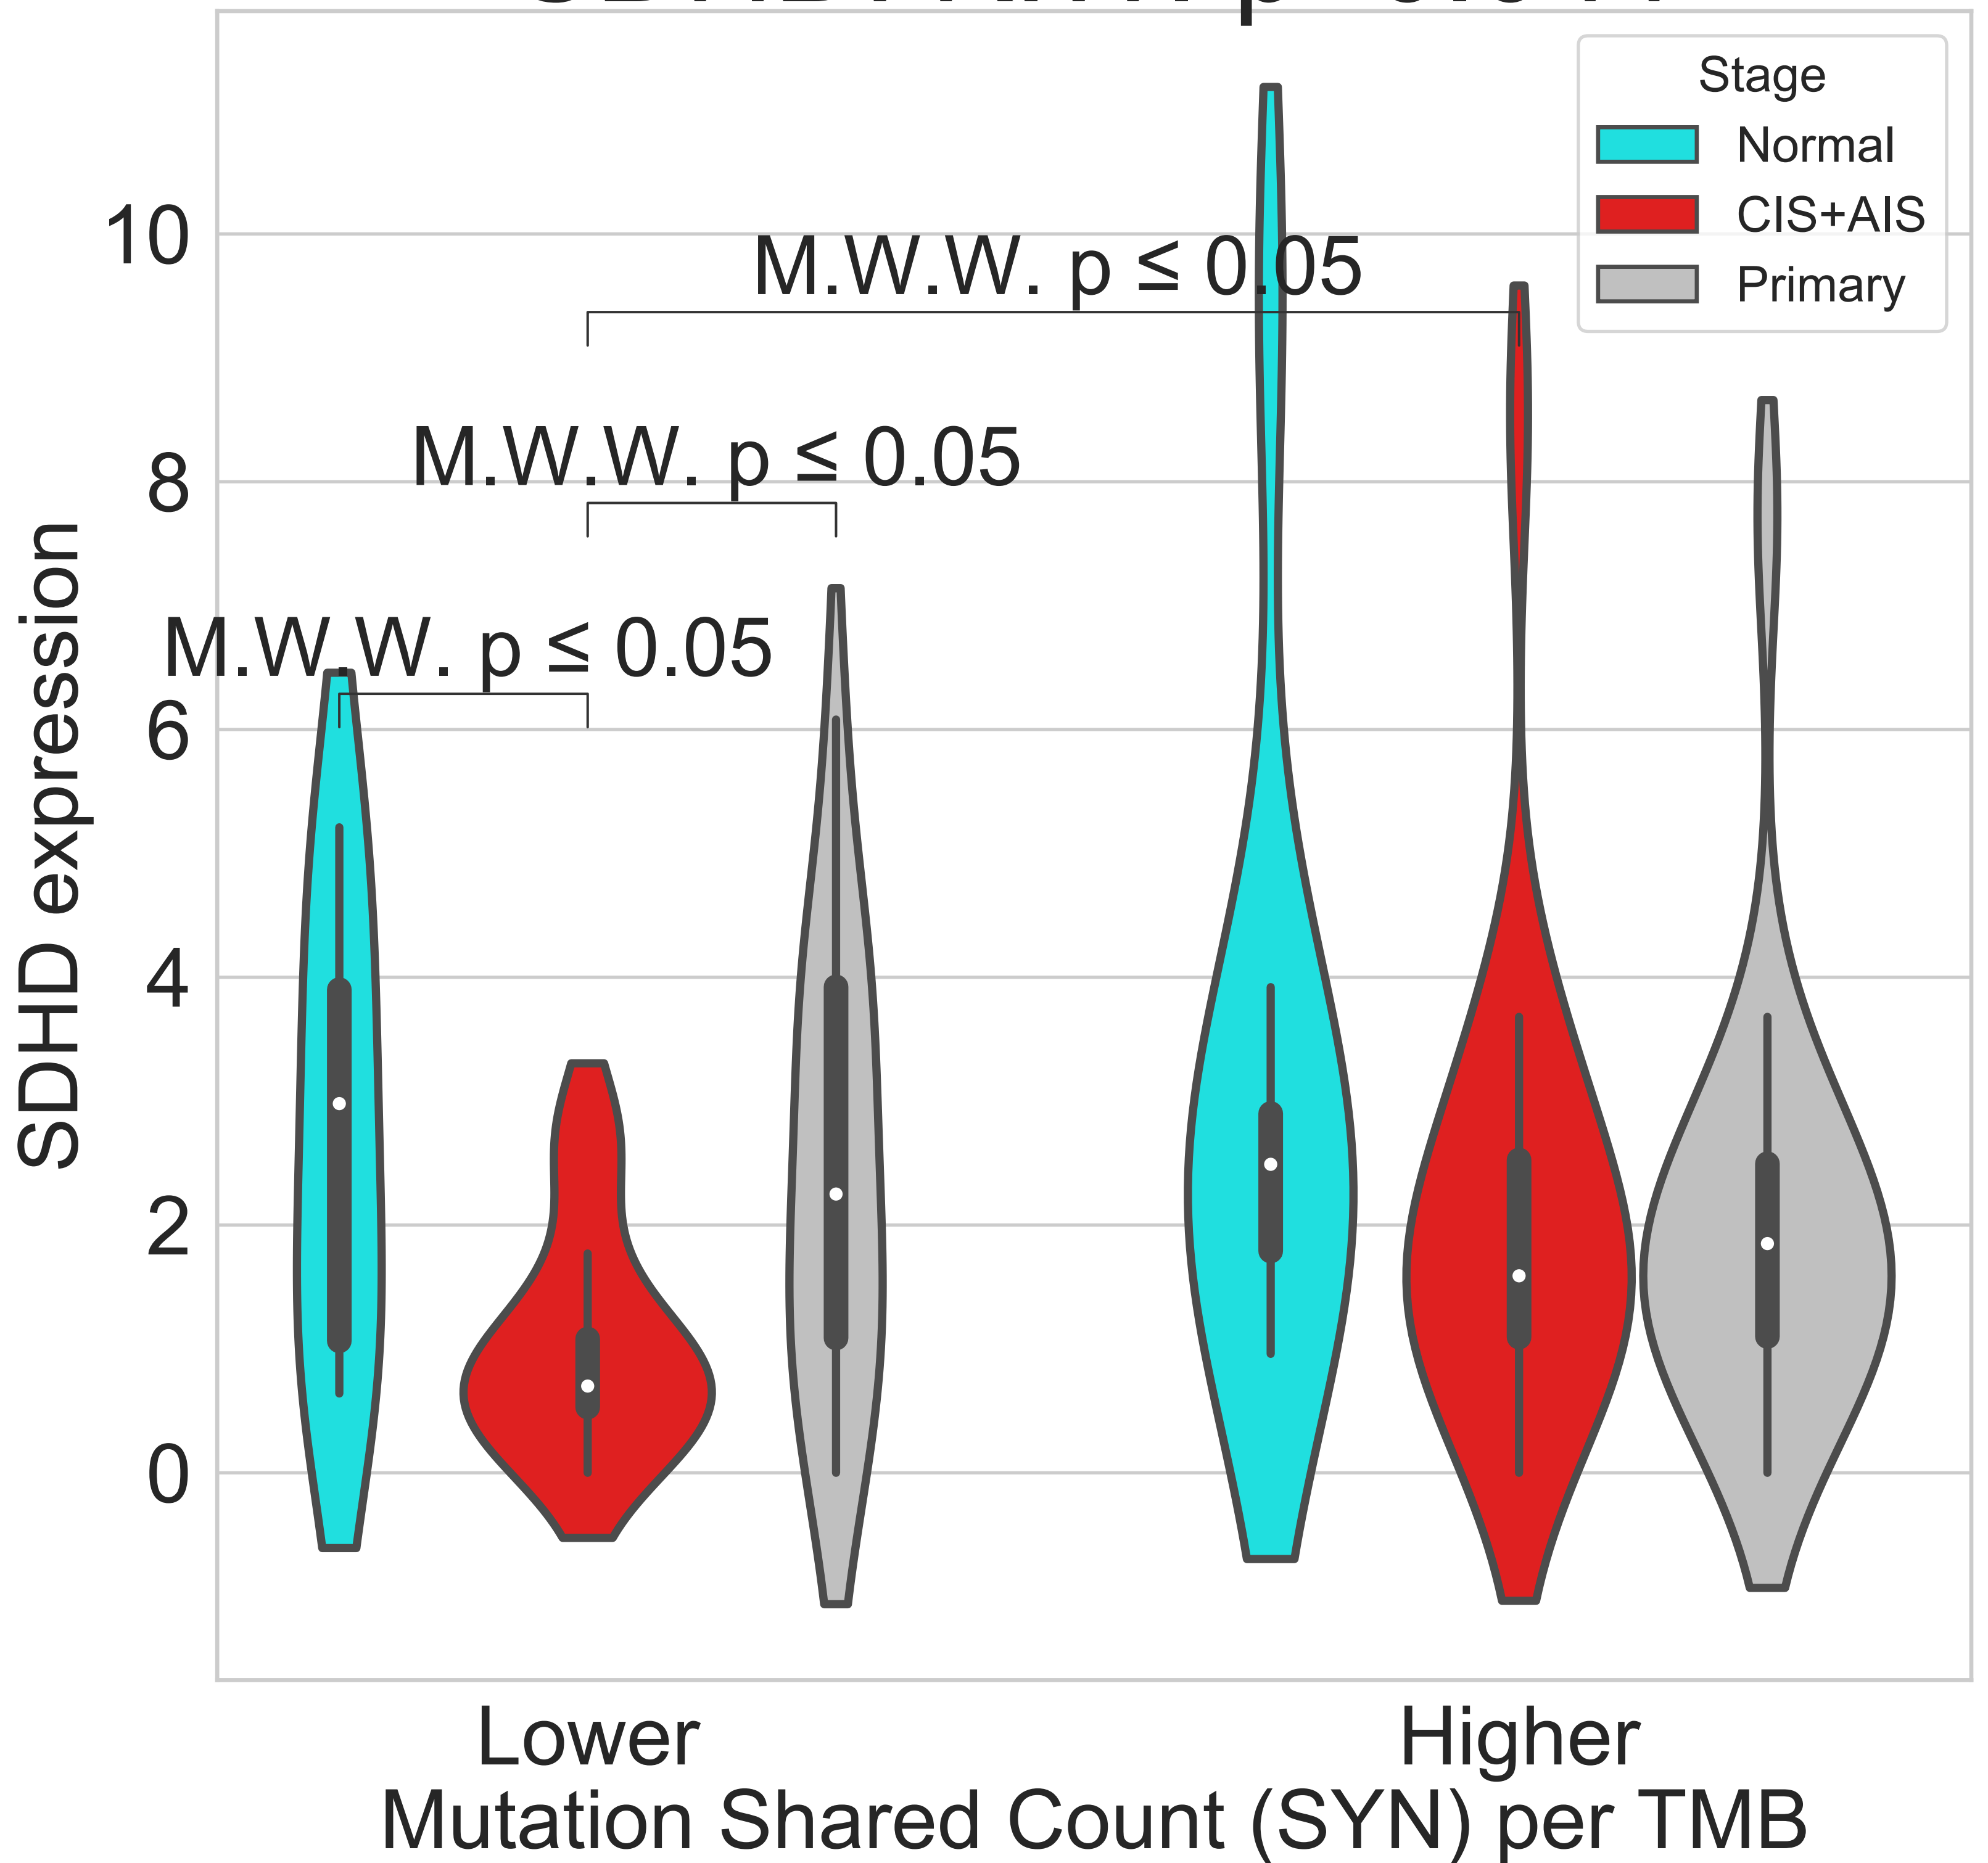 Stage
Normal
CIS+AIS
Primary
10
8
6
4
2
0
SDHD expression
M.W.W. p ≤ 0.05
M.W.W. p ≤ 0.05
M.W.W. p ≤ 0.05
Lower
Higher
Mutation Shared Count (SYN) per TMB